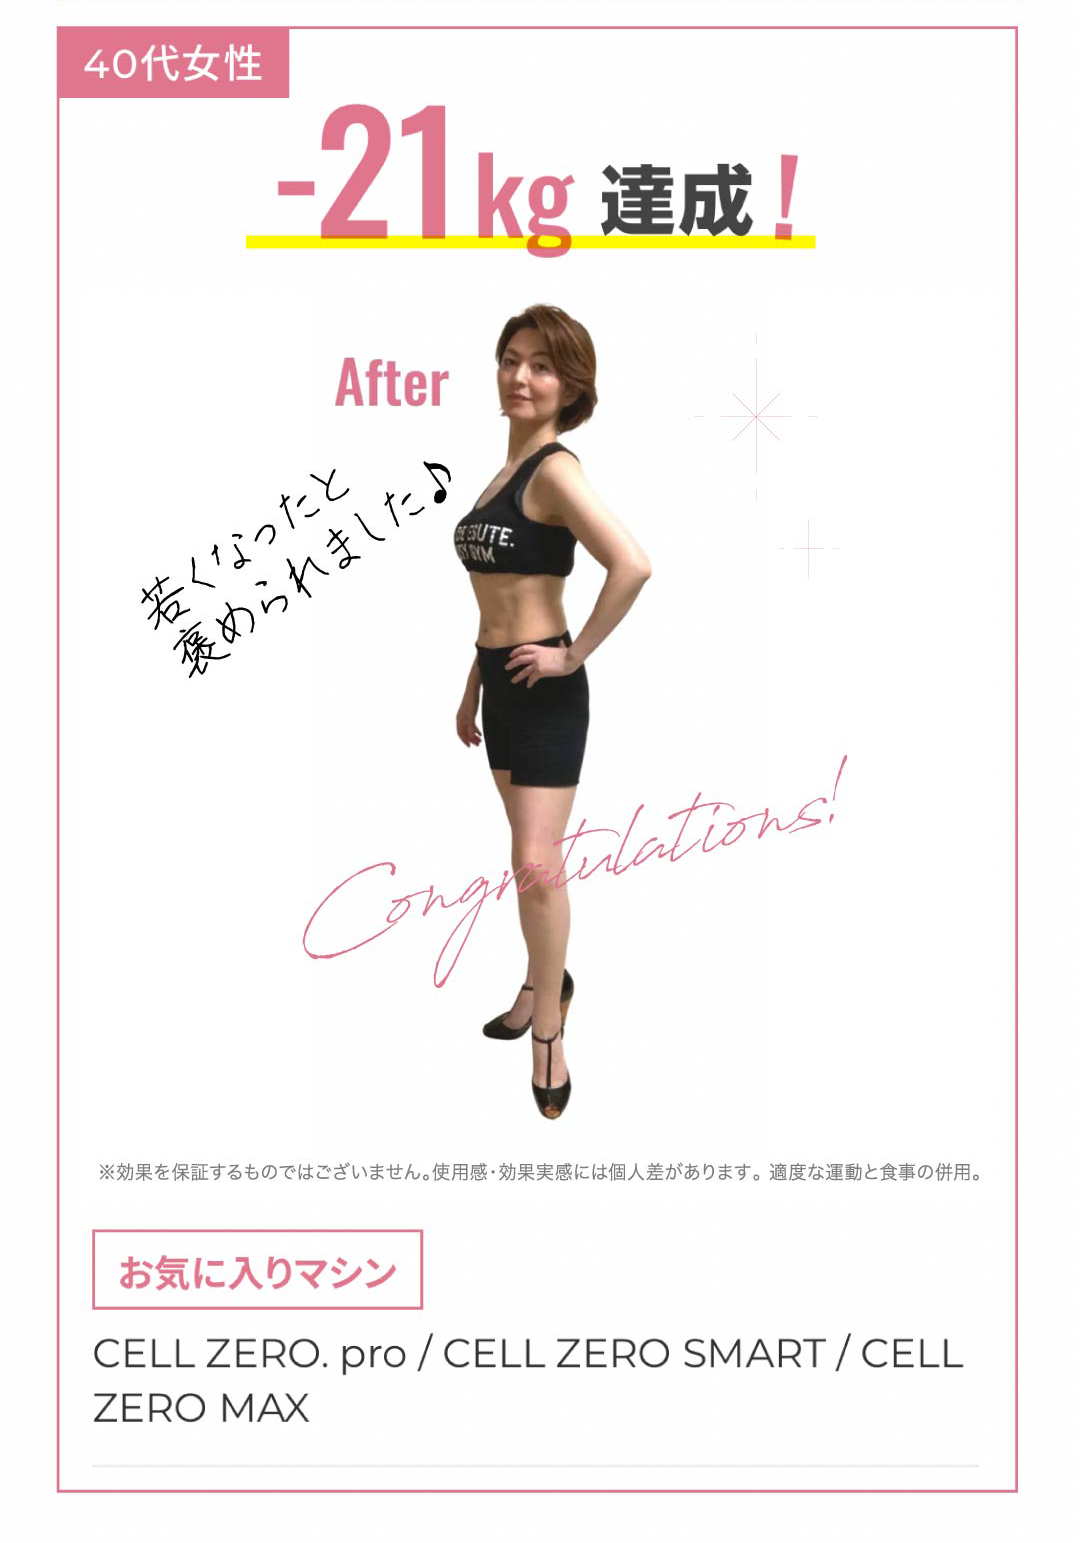 40代女性
-21kg 達成！
After
若くなったと
褒められました♪
BE ESUTE.
GYM
Congratulations!
※効果を保証するものではございません。使用感・効果実感には個人差があります。 適度な運動と食事の併用。
お気に入りマシン
CELL ZERO. pro / CELL ZERO SMART / CELL
ZERO MAX